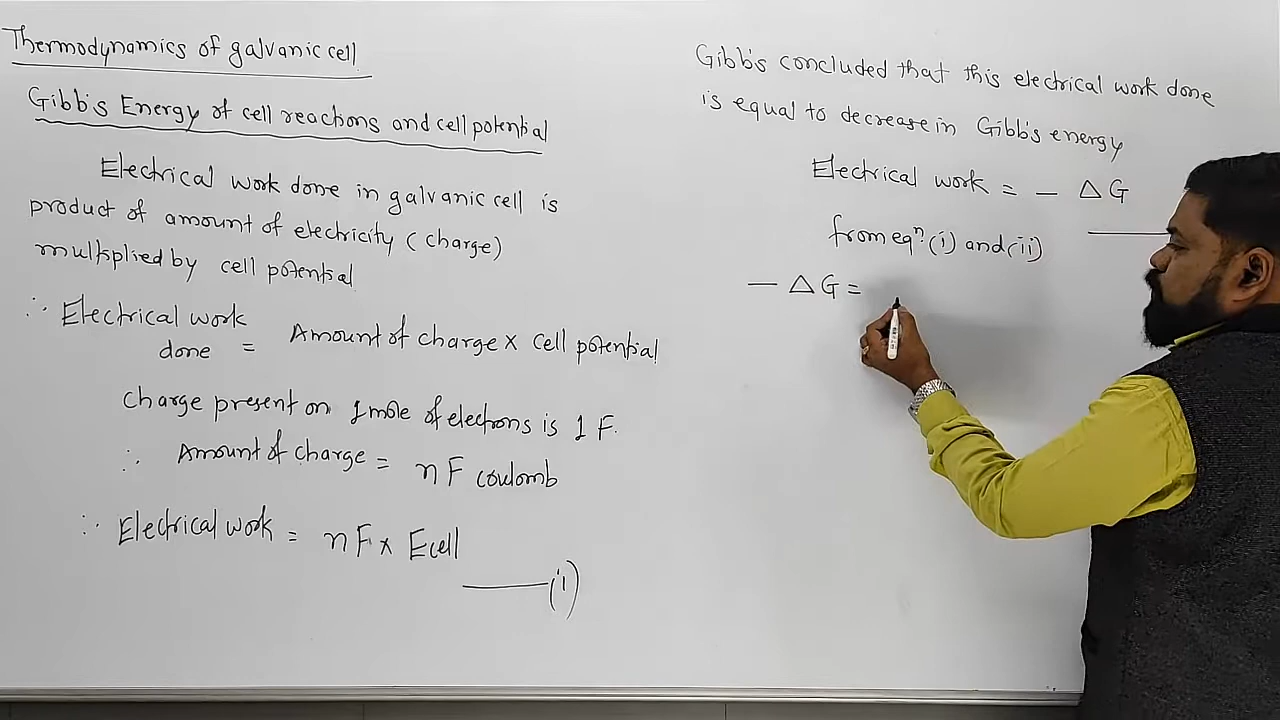 Thermodynamics of galvanic cell
Gibb's Energy of cell reactions and cell potential
Electrical work done in galvanic cell is
product of amount of electricity (charge)
multiplied by cell potential
∴ Electrical work done = Amount of charge × cell potential
Charge present on 1 mole of electrons is 1 F.
∴ Amount of charge = nF coulomb
∴ Electrical work = nF × Ecell
——(i)
Gibb's concluded that this electrical work done
is equal to decrease in Gibb's energy
Electrical work = — △G
from eqⁿ. (i) and (ii)
— △G =